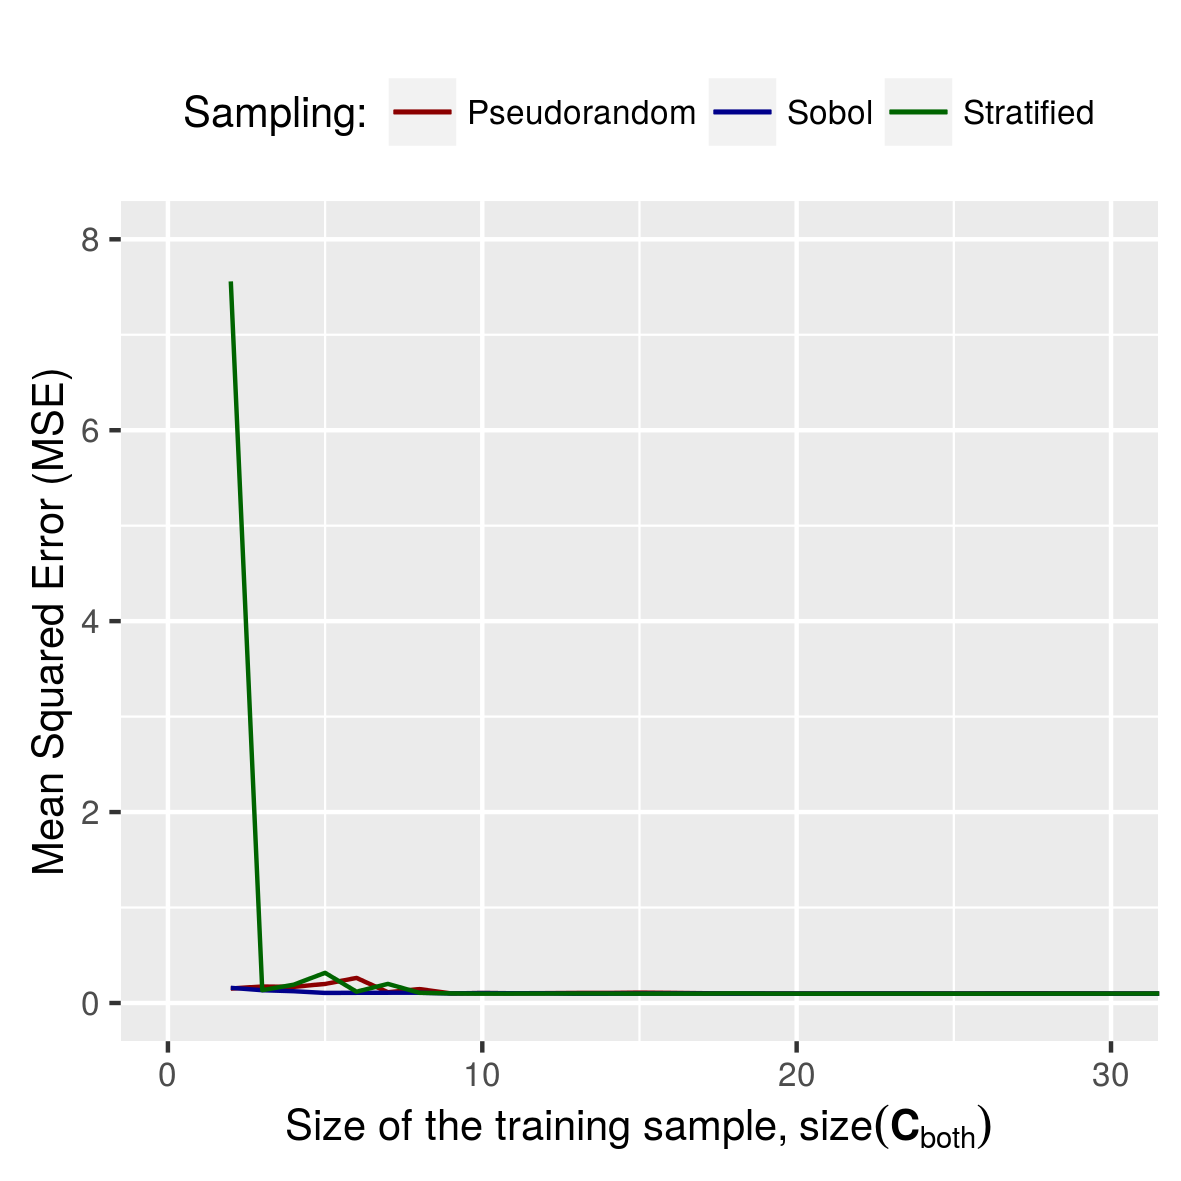 Sampling: Pseudorandom Sobol Stratified
8
6
4
2
0
Mean Squared Error (MSE)
0 10 20 30
Size of the training sample, size(C_both)